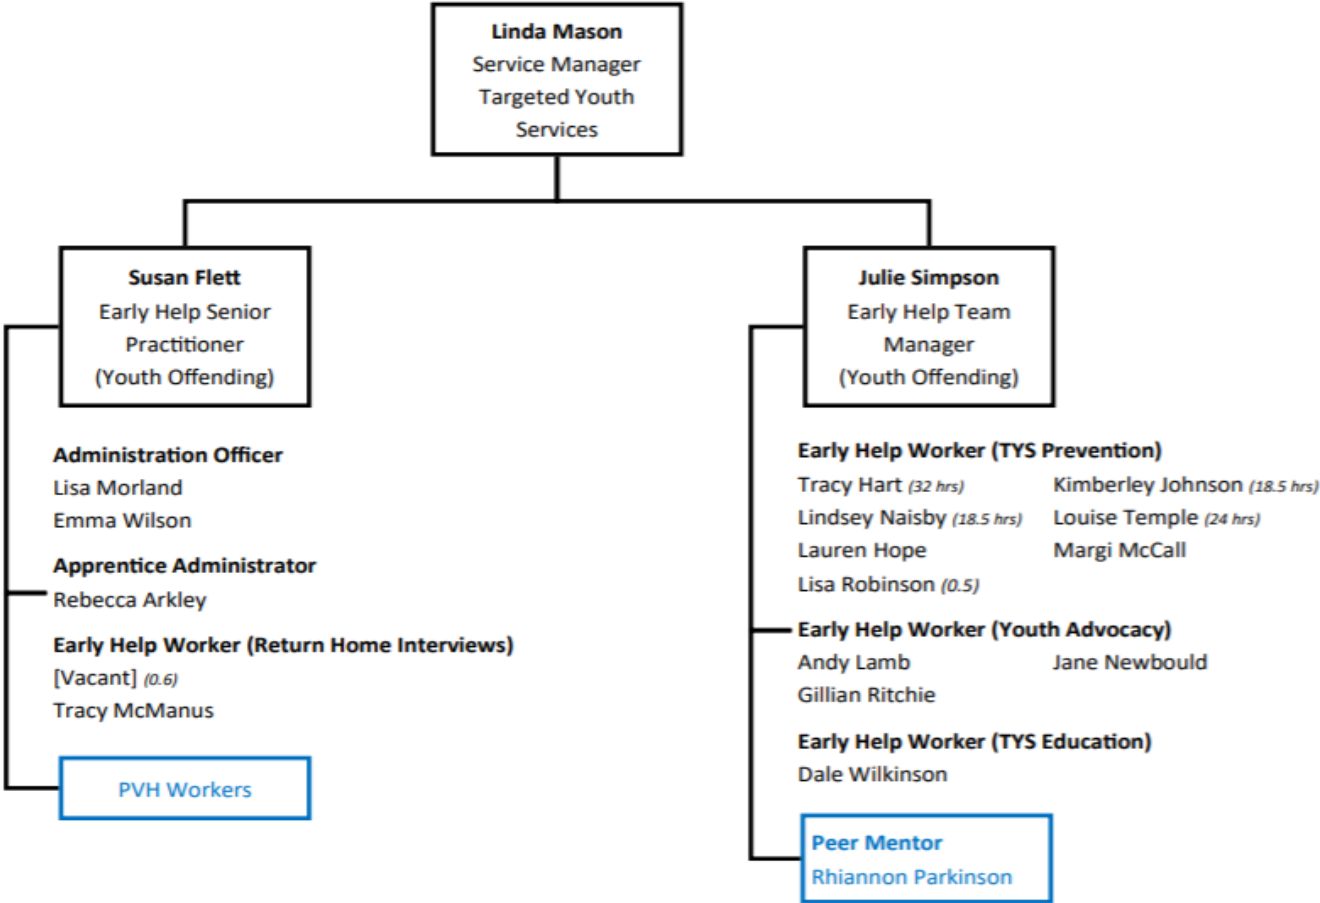 Linda Mason
Service Manager
Targeted Youth
Services
Susan Flett
Early Help Senior
Practitioner
(Youth Offending)
Administration Officer
Lisa Morland
Emma Wilson
Apprentice Administrator
Rebecca Arkley
Early Help Worker (Return Home Interviews)
[Vacant] (0.6)
Tracy McManus
PVH Workers
Julie Simpson
Early Help Team
Manager
(Youth Offending)
Early Help Worker (TYS Prevention)
Tracy Hart (32 hrs) Kimberley Johnson (18.5 hrs)
Lindsey Naisby (18.5 hrs) Louise Temple (24 hrs)
Lauren Hope Margi McCall
Lisa Robinson (0.5)
Early Help Worker (Youth Advocacy)
Andy Lamb Jane Newbould
Gillian Ritchie
Early Help Worker (TYS Education)
Dale Wilkinson
Peer Mentor
Rhiannon Parkinson